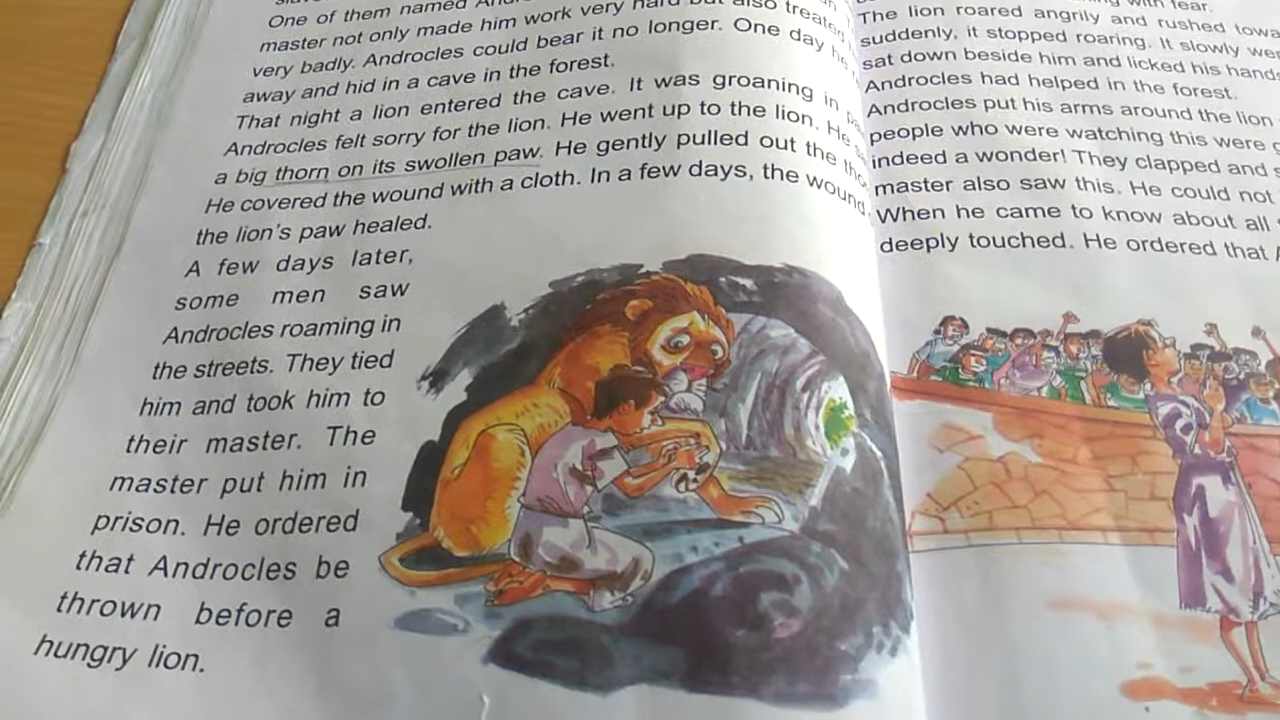 One of them named
master not only made him work very hard but also treated
very badly. Androcles could bear it no longer. One day he
away and hid in a cave in the forest.
That night a lion entered the cave. It was groaning in
Androcles felt sorry for the lion. He went up to the lion. He
a big thorn on its swollen paw. He gently pulled out the
He covered the wound with a cloth. In a few days, the wound
the lion's paw healed.
A few days later,
some men saw
Androcles roaming in
the streets. They tied
him and took him to
their master. The
master put him in
prison. He ordered
that Androcles be
thrown before a
hungry lion.
with fear.
The lion roared angrily and rushed
suddenly, it stopped roaring. It slowly
sat down beside him and licked his
Androcles had helped in the forest.
Androcles put his arms around the lion
people who were watching this were
indeed a wonder! They clapped and
master also saw this. He could not
When he came to know about all
deeply touched. He ordered that